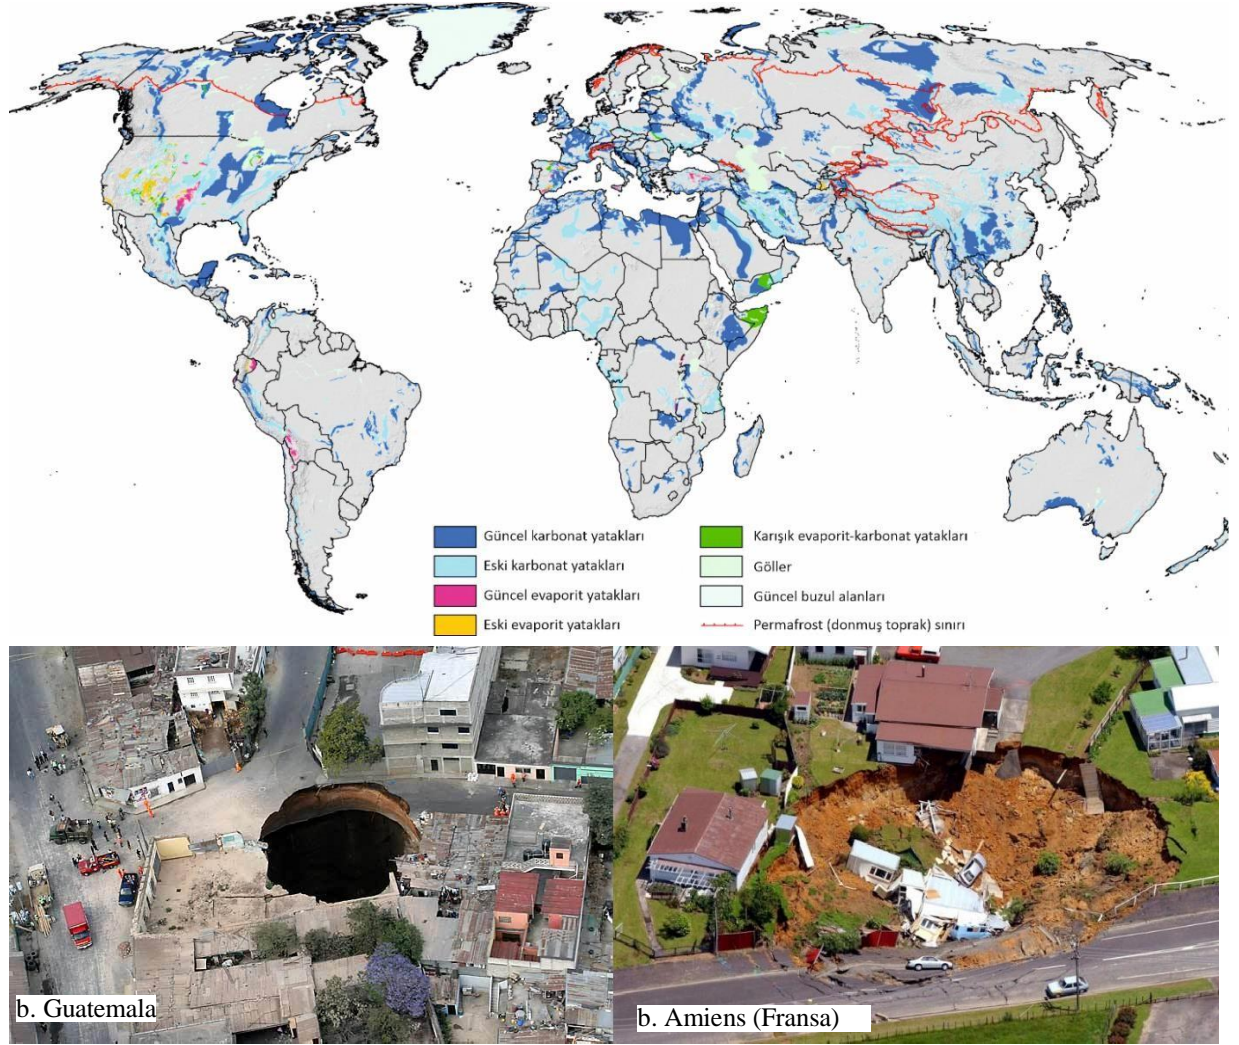 Güncel karbonat yatakları
Eski karbonat yatakları
Güncel evaporit yatakları
Eski evaporit yatakları
Karışık evaporit-karbonat yatakları
Göller
Güncel buzul alanları
Permafrost (donmuş toprak) sınırı
b. Guatemala
b. Amiens (Fransa)